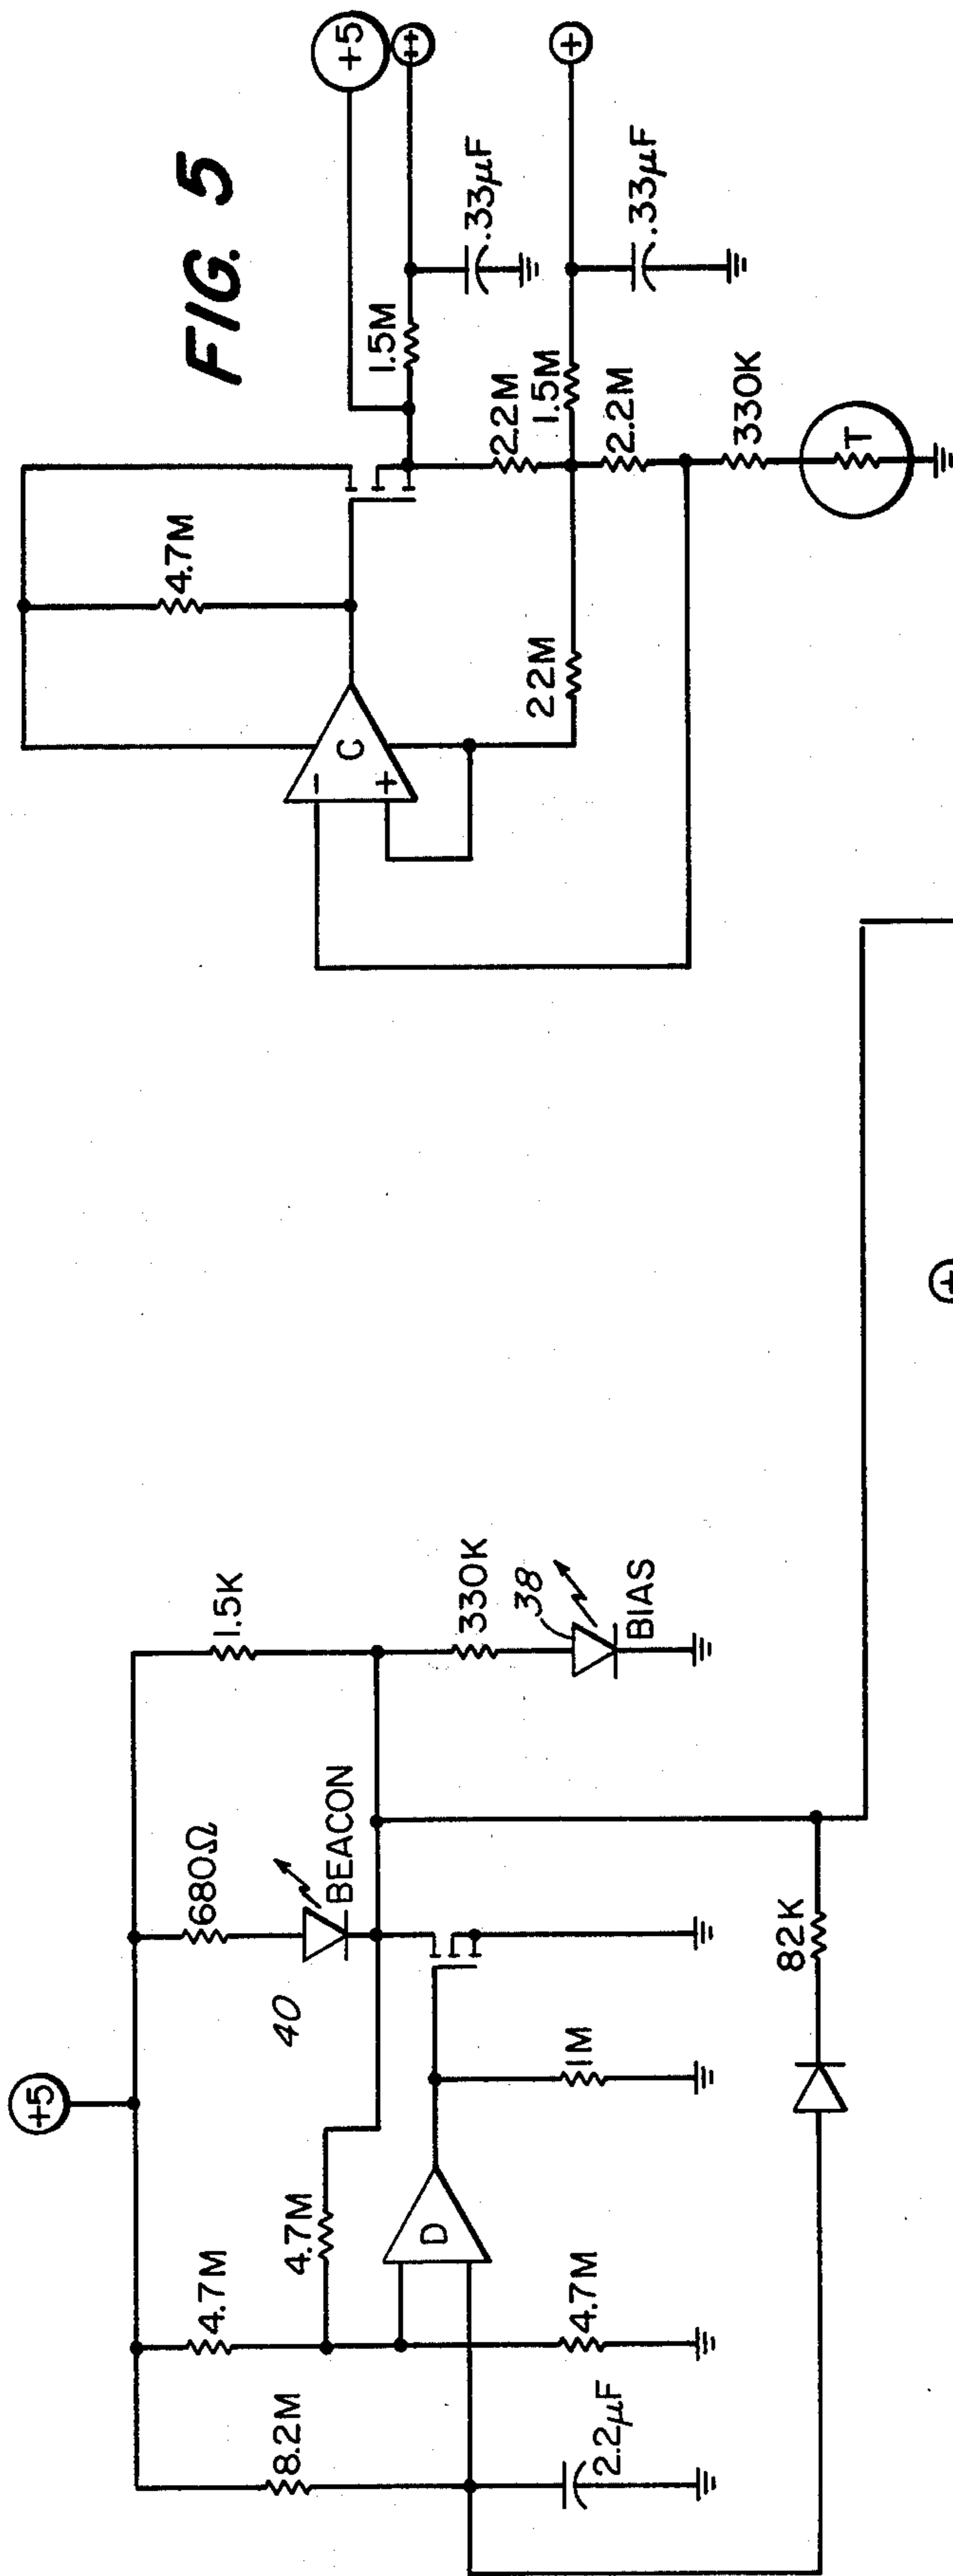 FIG. 5
+5
++
+
1.5M
.33μF
4.7M
C
−
+
2.2M
1.5M
.33μF
22M
2.2M
330K
T
+5
1.5K
680Ω
BEACON
40
330K
38
BIAS
4.7M
4.7M
8.2M
D
1M
4.7M
2.2μF
82K
+